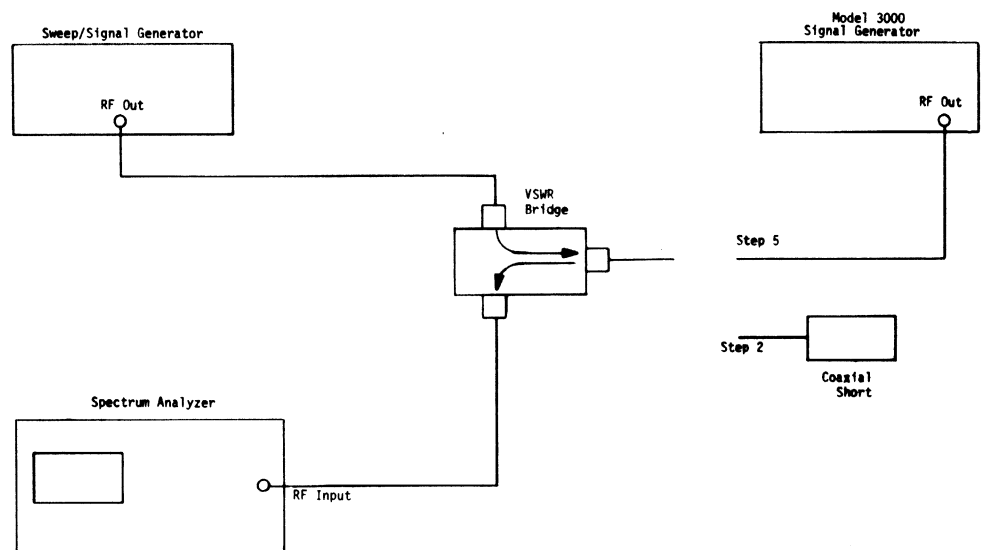 Sweep/Signal Generator
RF Out
Model 3000
Signal Generator
RF Out
VSWR
Bridge
Step 5
Step 2
Coaxial
Short
Spectrum Analyzer
RF Input